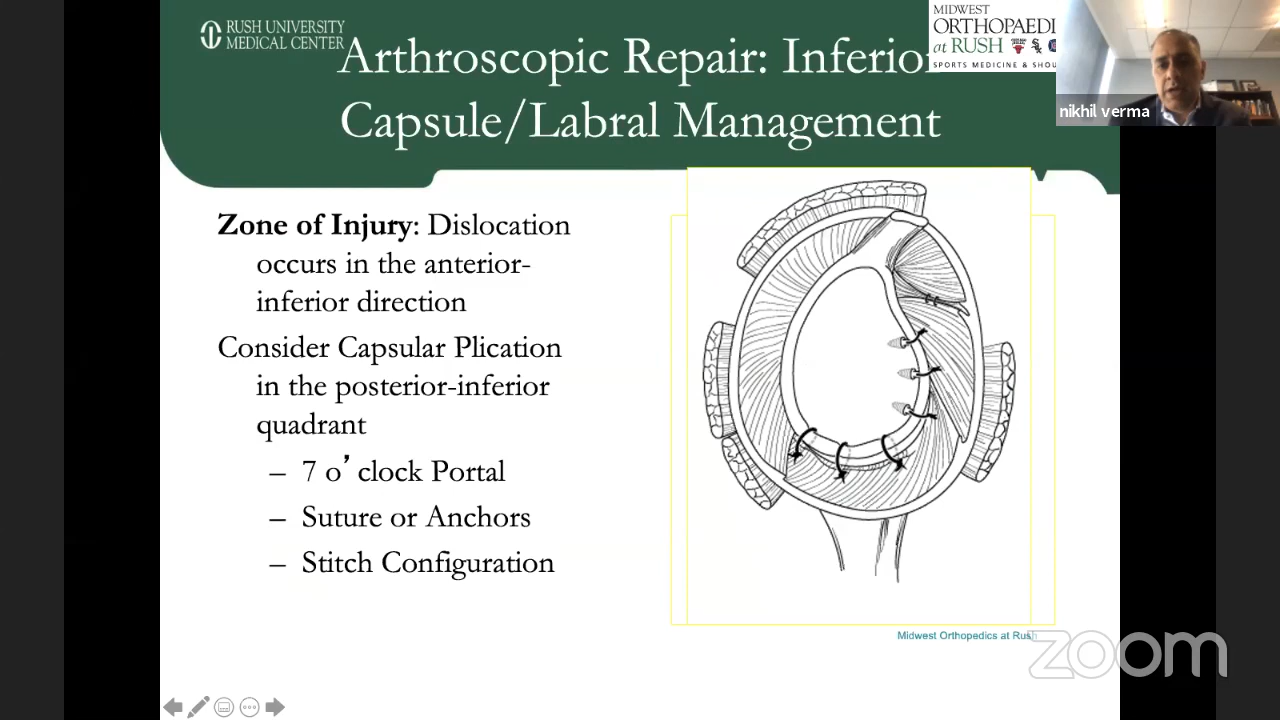 RUSH UNIVERSITY
MEDICAL CENTER
Arthroscopic Repair: Inferior
Capsule/Labral Management
MIDWEST
ORTHOPAEDI
at RUSH
SPORTS MEDICINE & SHOU
nikhil verma
Zone of Injury: Dislocation
occurs in the anterior-
inferior direction
Consider Capsular Plication
in the posterior-inferior
quadrant
– 7 o’ clock Portal
– Suture or Anchors
– Stitch Configuration
Midwest Orthopedics at Rush
zoom